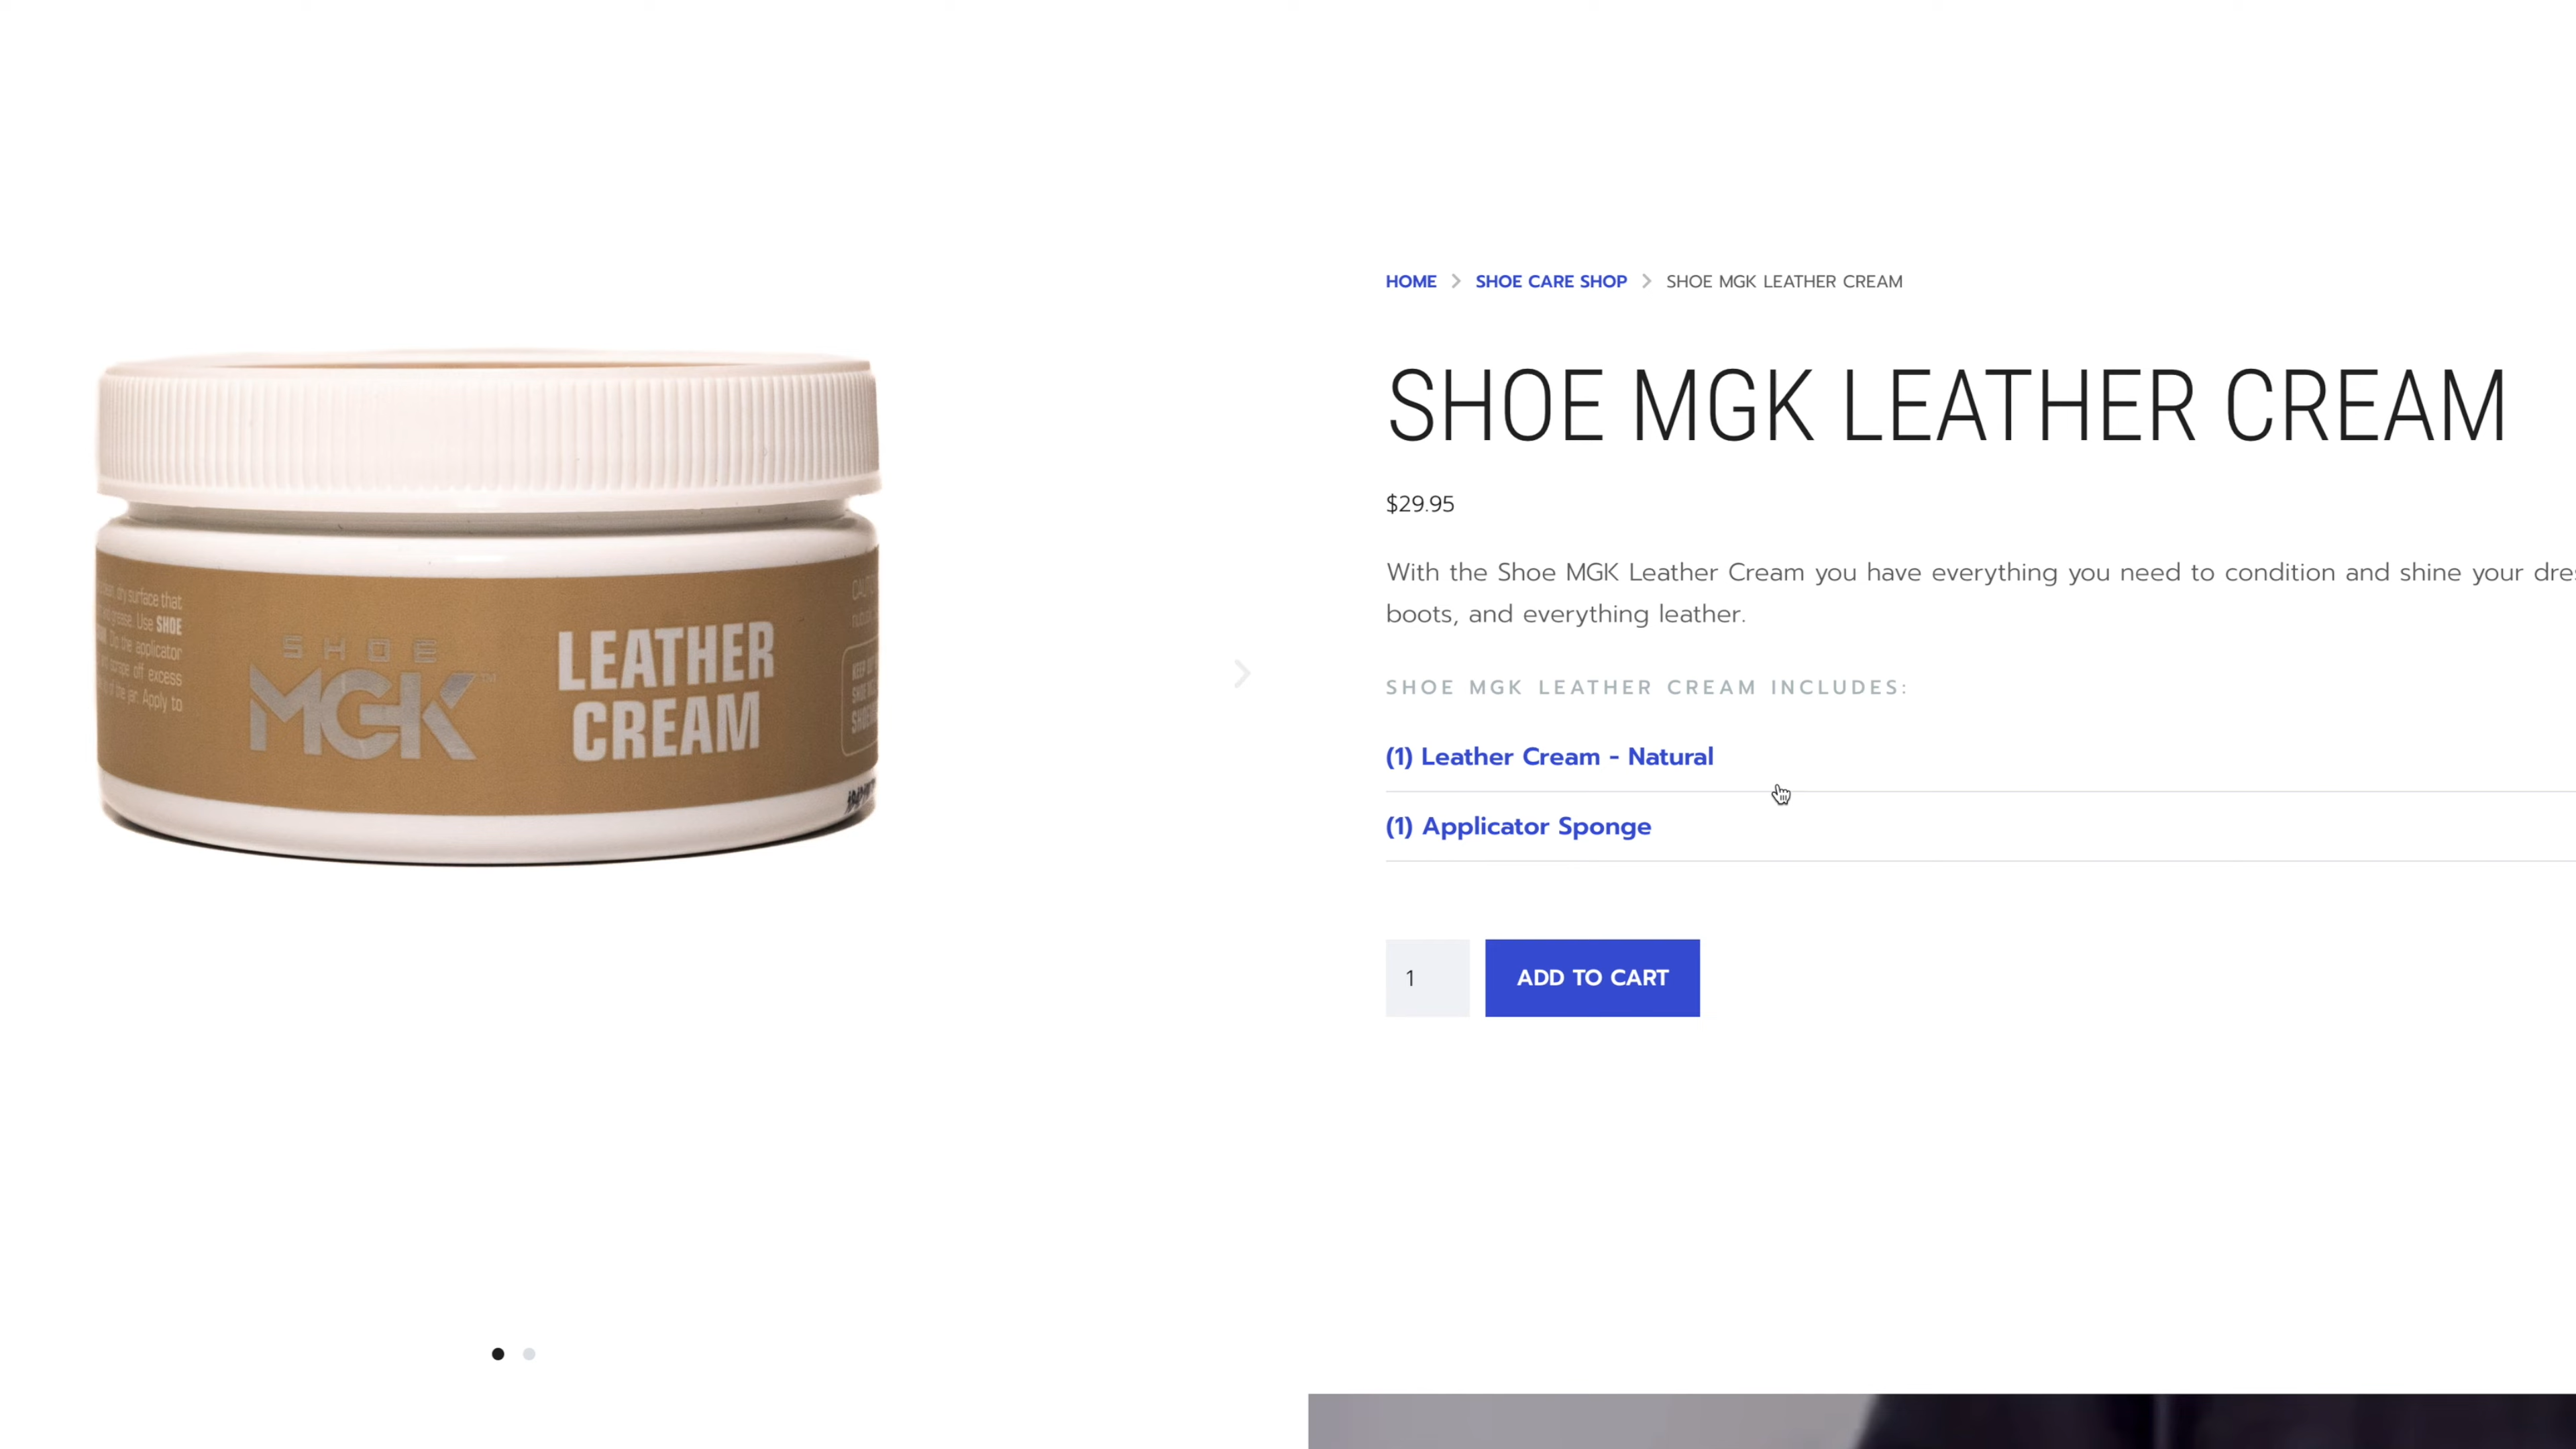 HOME > SHOE CARE SHOP > SHOE MGK LEATHER CREAM
SHOE MGK LEATHER CREAM
$29.95
With the Shoe MGK Leather Cream you have everything you need to condition and shine your
boots, and everything leather.
SHOE MGK LEATHER CREAM INCLUDES:
(1) Leather Cream - Natural
(1) Applicator Sponge
1
ADD TO CART
dry surface that
grease. Use SHOE
the applicator
scrape off excess
the jar. Apply to
SHOE
MGK™
LEATHER
CREAM